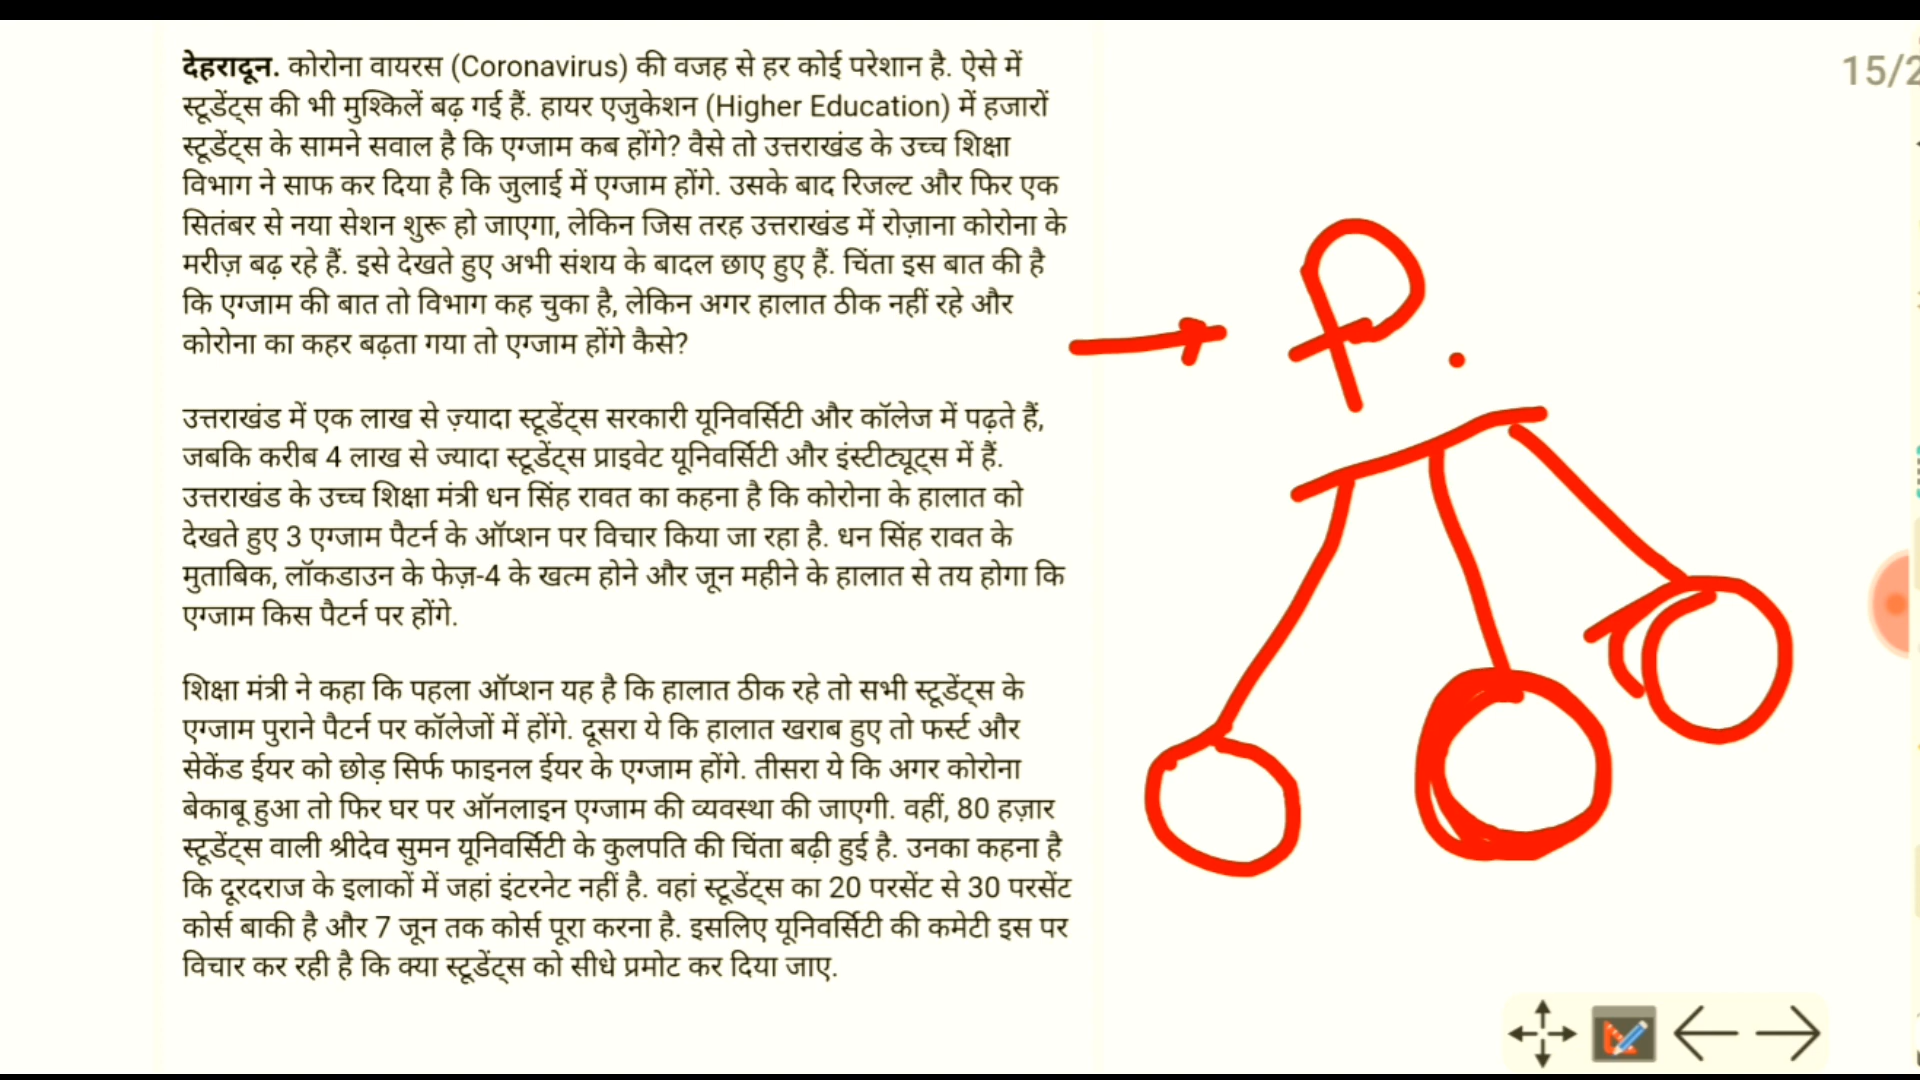 देहरादून. कोरोना वायरस (Coronavirus) की वजह से हर कोई परेशान है. ऐसे में
स्टूडेंट्स की भी मुश्किलें बढ़ गई हैं. हायर एजुकेशन (Higher Education) में हजारों
स्टूडेंट्स के सामने सवाल है कि एग्जाम कब होंगे? वैसे तो उत्तराखंड के उच्च शिक्षा
विभाग ने साफ कर दिया है कि जुलाई में एग्जाम होंगे. उसके बाद रिजल्ट और फिर एक
सितंबर से नया सेशन शुरू हो जाएगा, लेकिन जिस तरह उत्तराखंड में रोज़ाना कोरोना के
मरीज़ बढ़ रहे हैं. इसे देखते हुए अभी संशय के बादल छाए हुए हैं. चिंता इस बात की है
कि एग्जाम की बात तो विभाग कह चुका है, लेकिन अगर हालात ठीक नहीं रहे और
कोरोना का कहर बढ़ता गया तो एग्जाम होंगे कैसे?
उत्तराखंड में एक लाख से ज़्यादा स्टूडेंट्स सरकारी यूनिवर्सिटी और कॉलेज में पढ़ते हैं,
जबकि करीब 4 लाख से ज्यादा स्टूडेंट्स प्राइवेट यूनिवर्सिटी और इंस्टीट्यूट्स में हैं.
उत्तराखंड के उच्च शिक्षा मंत्री धन सिंह रावत का कहना है कि कोरोना के हालात को
देखते हुए 3 एग्जाम पैटर्न के ऑप्शन पर विचार किया जा रहा है. धन सिंह रावत के
मुताबिक, लॉकडाउन के फेज़-4 के खत्म होने और जून महीने के हालात से तय होगा कि
एग्जाम किस पैटर्न पर होंगे.
शिक्षा मंत्री ने कहा कि पहला ऑप्शन यह है कि हालात ठीक रहे तो सभी स्टूडेंट्स के
एग्जाम पुराने पैटर्न पर कॉलेजों में होंगे. दूसरा ये कि हालात खराब हुए तो फर्स्ट और
सेकेंड ईयर को छोड़ सिर्फ फाइनल ईयर के एग्जाम होंगे. तीसरा ये कि अगर कोरोना
बेकाबू हुआ तो फिर घर पर ऑनलाइन एग्जाम की व्यवस्था की जाएगी. वहीं, 80 हज़ार
स्टूडेंट्स वाली श्रीदेव सुमन यूनिवर्सिटी के कुलपति की चिंता बढ़ी हुई है. उनका कहना है
कि दूरदराज के इलाकों में जहां इंटरनेट नहीं है. वहां स्टूडेंट्स का 20 परसेंट से 30 परसेंट
कोर्स बाकी है और 7 जून तक कोर्स पूरा करना है. इसलिए यूनिवर्सिटी की कमेटी इस पर
विचार कर रही है कि क्या स्टूडेंट्स को सीधे प्रमोट कर दिया जाए.
15/2
P.